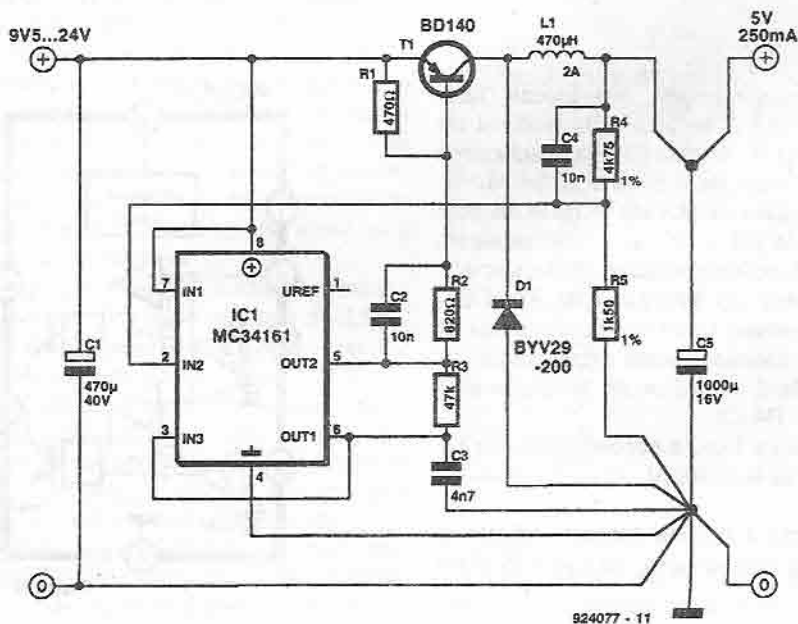 9V5...24V
BD140
T1
L1
470µH
2A
5V
250mA
R1
470Ω
C4
10n
R4
4k75
1%
8
7
IN1
UREF
1
IC1
MC34161
C2
10n
R2
820Ω
D1
BYV29
-200
R5
1k50
1%
C1
470µ
40V
2
IN2
OUT2
5
R3
47k
C5
1000µ
16V
3
IN3
OUT1
6
4
C3
4n7
0
0
924077 - 11